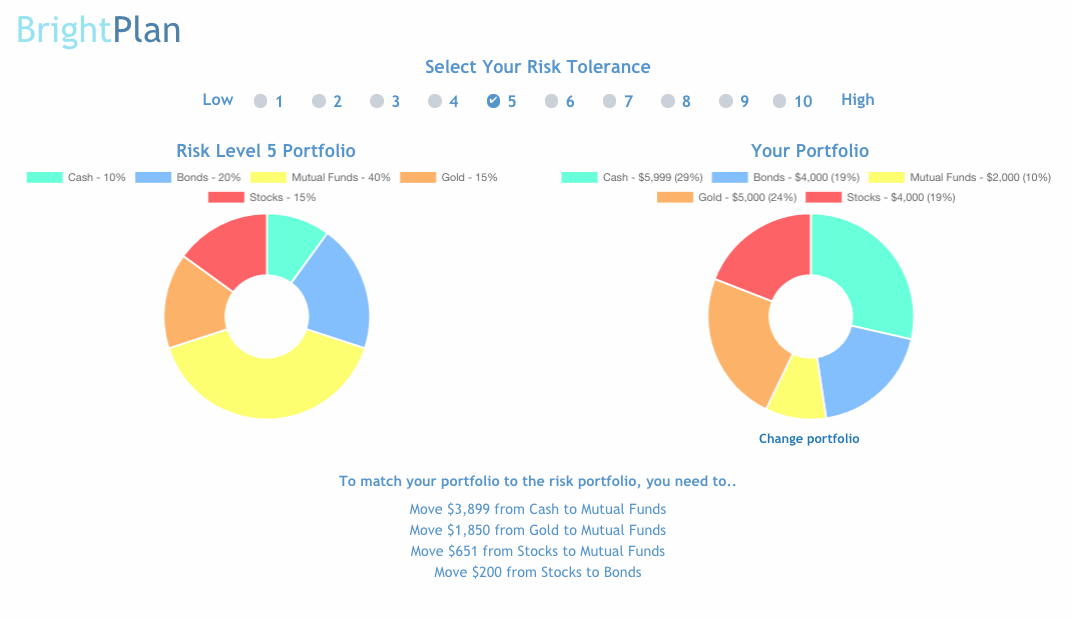 BrightPlan
Select Your Risk Tolerance
Low 1 2 3 4 5 6 7 8 9 10 High
Risk Level 5 Portfolio
Cash - 10% Bonds - 20% Mutual Funds - 40% Gold - 15%
Stocks - 15%
Your Portfolio
Cash - $5,999 (29%) Bonds - $4,000 (19%) Mutual Funds - $2,000 (10%)
Gold - $5,000 (24%) Stocks - $4,000 (19%)
Change portfolio
To match your portfolio to the risk portfolio, you need to..
Move $3,899 from Cash to Mutual Funds
Move $1,850 from Gold to Mutual Funds
Move $651 from Stocks to Mutual Funds
Move $200 from Stocks to Bonds